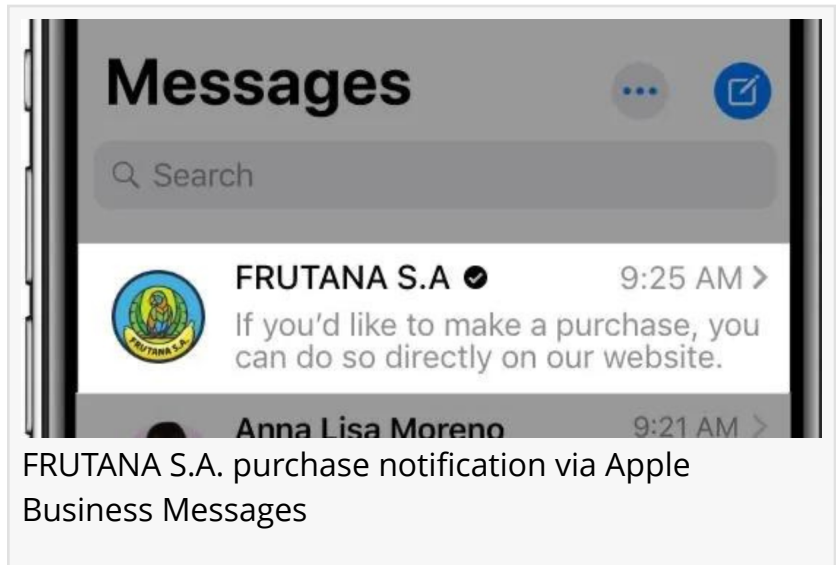 Messages
Search
FRUTANA S.A
9:25 AM
If you’d like to make a purchase, you
can do so directly on our website.
FRUTANA S.A.
Anna Lisa Moreno
9:21 AM
FRUTANA S.A. purchase notification via Apple
Business Messages